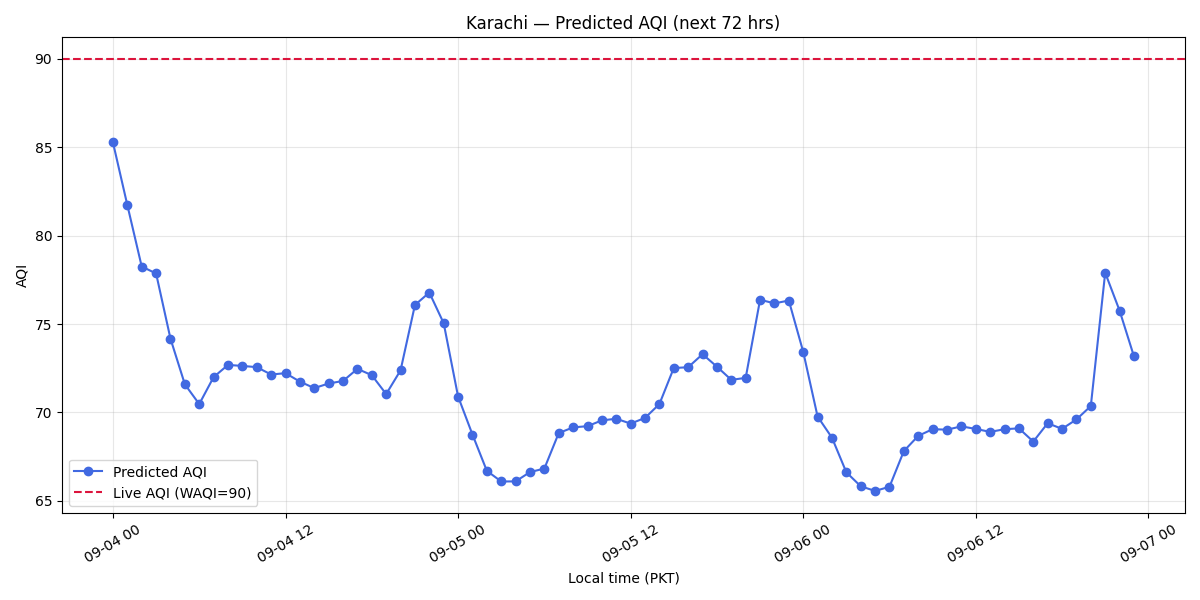 Karachi — Predicted AQI (next 72 hrs)
AQI
90
85
80
75
70
65
Predicted AQI
Live AQI (WAQI=90)
09-04 00
09-04 12
09-05 00
09-05 12
09-06 00
09-06 12
09-07 00
Local time (PKT)